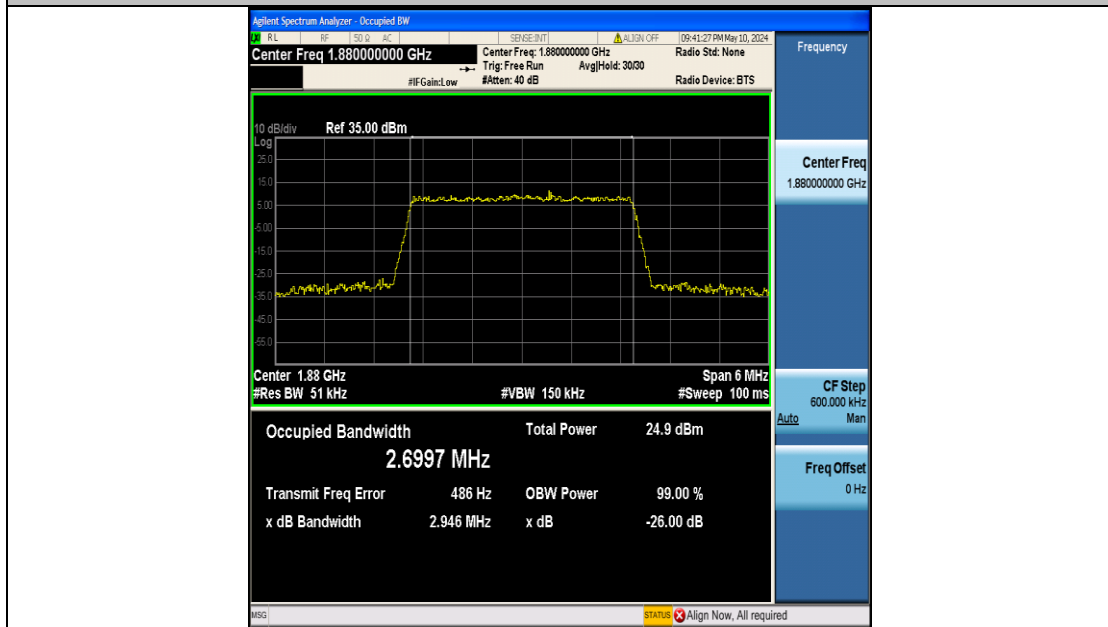 Agilent Spectrum Analyzer - Occupied BW
LXI RL RF 50 Ω AC SENSE:INT ALIGN OFF 09:41:27 PM May 10, 2024
Center Freq 1.880000000 GHz
Center Freq: 1.880000000 GHz
Radio Std: None
Trig: Free Run Avg|Hold: 30/30
#IFGain:Low
#Atten: 40 dB
Radio Device: BTS
10 dB/div Ref 35.00 dBm
Log
25.0
15.0
5.00
-5.00
-15.0
-25.0
-35.0
-45.0
-55.0
Center 1.88 GHz Span 6 MHz
#Res BW 51 kHz #VBW 150 kHz #Sweep 100 ms
Occupied Bandwidth Total Power 24.9 dBm
2.6997 MHz
Transmit Freq Error 486 Hz OBW Power 99.00 %
x dB Bandwidth 2.946 MHz x dB -26.00 dB
Frequency
Center Freq
1.880000000 GHz
CF Step
600.000 kHz
Auto Man
Freq Offset
0 Hz
MSG STATUS Align Now, All required